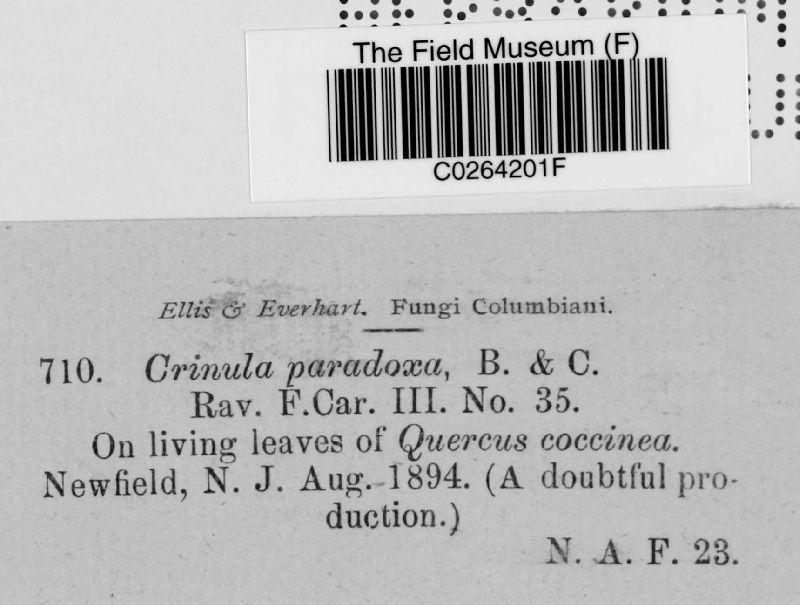 The Field Museum (F)
C0264201F
Ellis & Everhart. Fungi Columbiani.
710. Crinula paradoxa, B. & C.
Rav. F.Car. III. No. 35.
On living leaves of Quercus coccinea.
Newfield, N. J. Aug. 1894. (A doubtful pro-
duction.)
N. A. F. 23.